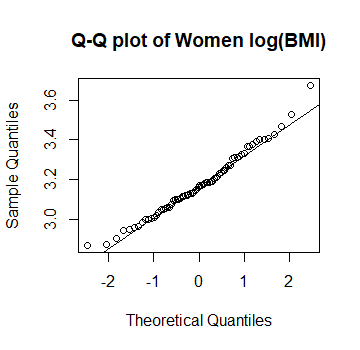 Q-Q plot of Women log(BMI)
Sample Quantiles
3.6
3.4
3.2
3.0
-2 -1 0 1 2
Theoretical Quantiles